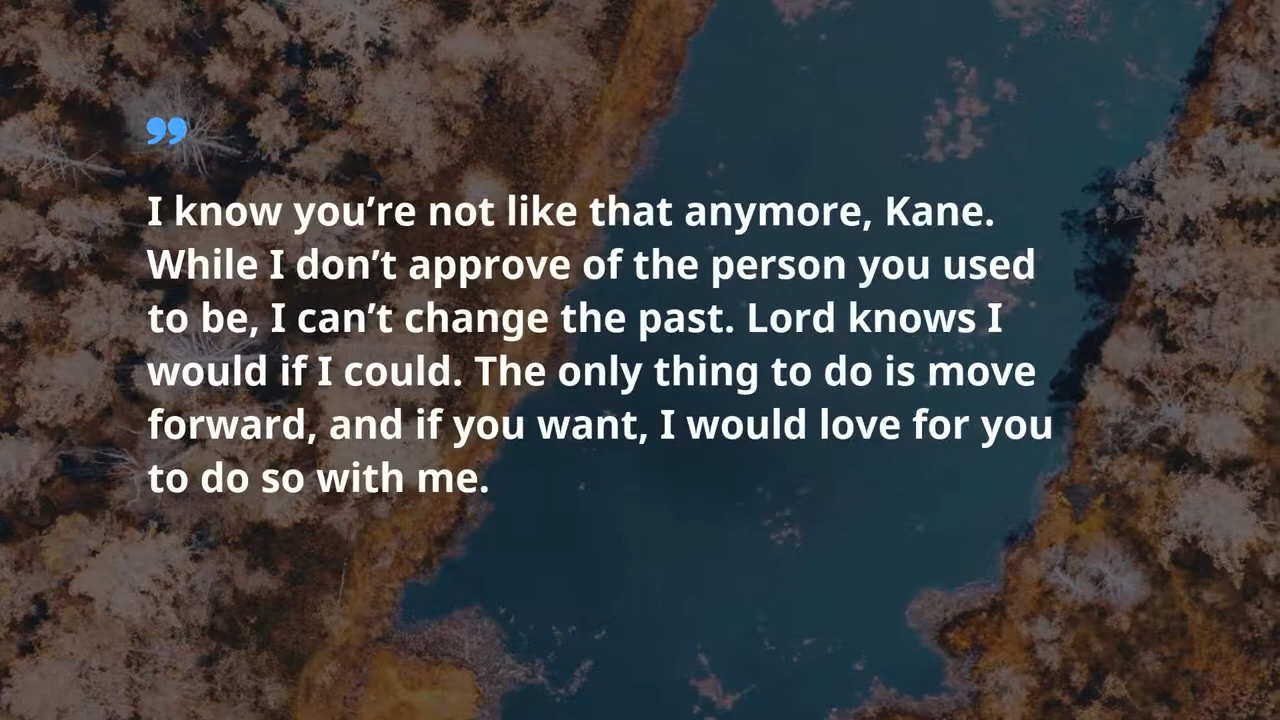 ”
I know you’re not like that anymore, Kane.
While I don’t approve of the person you used
to be, I can’t change the past. Lord knows I
would if I could. The only thing to do is move
forward, and if you want, I would love for you
to do so with me.